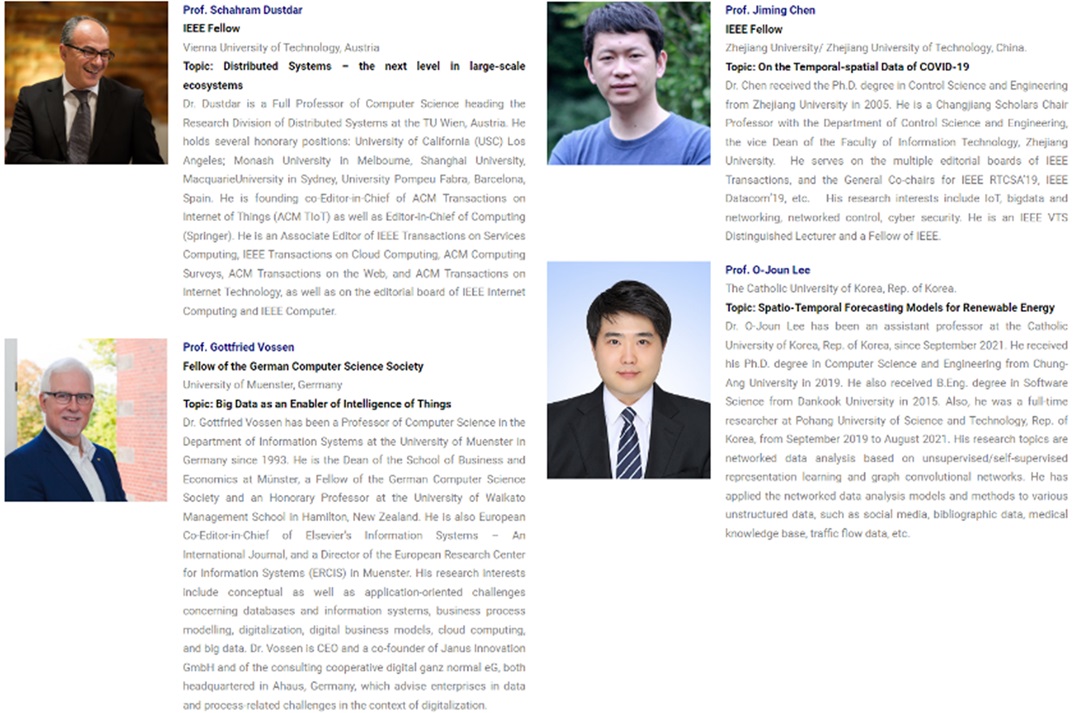 Prof. Schahram Dustdar
IEEE Fellow
Vienna University of Technology, Austria
Topic: Distributed Systems – the next level in large-scale
ecosystems
Dr. Dustdar is a Full Professor of Computer Science heading the
Research Division of Distributed Systems at the TU Wien, Austria. He
holds several honorary positions: University of California (USC) Los
Angeles; Monash University in Melbourne, Shanghai University,
MacquarieUniversity in Sydney, University Pompeu Fabra, Barcelona,
Spain. He is founding co-Editor-in-Chief of ACM Transactions on
Internet of Things (ACM TIoT) as well as Editor-in-Chief of Computing
(Springer). He is an Associate Editor of IEEE Transactions on Services
Computing, IEEE Transactions on Cloud Computing, ACM Computing
Surveys, ACM Transactions on the Web, and ACM Transactions on
Internet Technology, as well as on the editorial board of IEEE Internet
Computing and IEEE Computer.
Prof. Gottfried Vossen
Fellow of the German Computer Science Society
University of Muenster, Germany
Topic: Big Data as an Enabler of Intelligence of Things
Dr. Gottfried Vossen has been a Professor of Computer Science in the
Department of Information Systems at the University of Muenster in
Germany since 1993. He is the Dean of the School of Business and
Economics at Münster, a Fellow of the German Computer Science
Society and an Honorary Professor at the University of Waikato
Management School in Hamilton, New Zealand. He is also European
Co-Editor-in-Chief of Elsevier's Information Systems – An
International Journal, and a Director of the European Research Center
for Information Systems (ERCIS) in Muenster. His research interests
include conceptual as well as application-oriented challenges
concerning databases and information systems, business process
modelling, digitalization, digital business models, cloud computing,
and big data. Dr. Vossen is CEO and a co-founder of Janus Innovation
GmbH and of the consulting cooperative digital ganz normal eG, both
headquartered in Ahaus, Germany, which advise enterprises in data
and process-related challenges in the context of digitalization.
Prof. Jiming Chen
IEEE Fellow
Zhejiang University/ Zhejiang University of Technology, China.
Topic: On the Temporal-spatial Data of COVID-19
Dr. Chen received the Ph.D. degree in Control Science and Engineering
from Zhejiang University in 2005. He is a Changjiang Scholars Chair
Professor with the Department of Control Science and Engineering,
the vice Dean of the Faculty of Information Technology, Zhejiang
University. He serves on the multiple editorial boards of IEEE
Transactions, and the General Co-chairs for IEEE RTCSA'19, IEEE
Datacom'19, etc. His research interests include IoT, bigdata and
networking, networked control, cyber security. He is an IEEE VTS
Distinguished Lecturer and a Fellow of IEEE.
Prof. O-Joun Lee
The Catholic University of Korea, Rep. of Korea.
Topic: Spatio-Temporal Forecasting Models for Renewable Energy
Dr. O-Joun Lee has been an assistant professor at the Catholic
University of Korea, Rep. of Korea, since September 2021. He received
his Ph.D. degree in Computer Science and Engineering from Chung-
Ang University in 2019. He also received B.Eng. degree in Software
Science from Dankook University in 2015. Also, he was a full-time
researcher at Pohang University of Science and Technology, Rep. of
Korea, from September 2019 to August 2021. His research topics are
networked data analysis based on unsupervised/self-supervised
representation learning and graph convolutional networks. He has
applied the networked data analysis models and methods to various
unstructured data, such as social media, bibliographic data, medical
knowledge base, traffic flow data, etc.